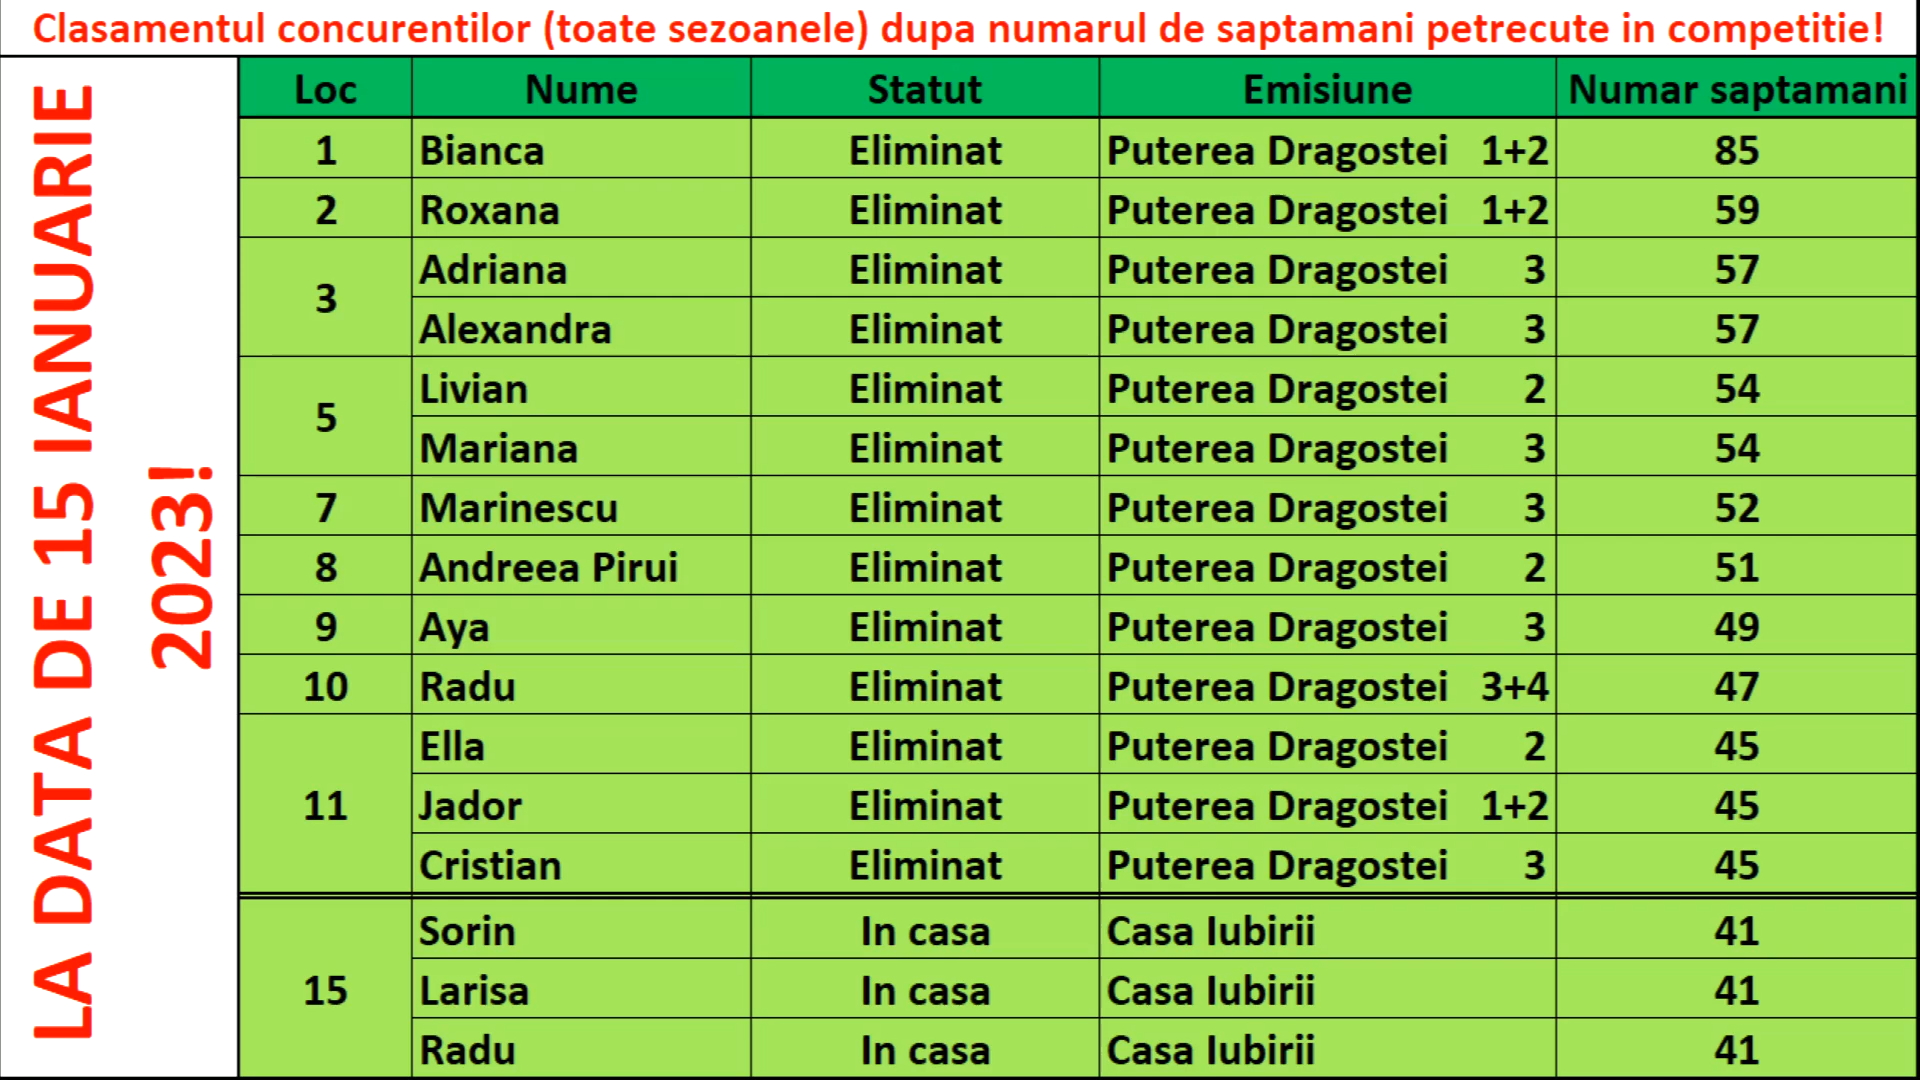 Clasamentul concurentilor (toate sezoanele) dupa numarul de saptamani petrecute in competitie!
LA DATA DE 15 IANUARIE
2023!
Loc Nume Statut Emisiune Numar saptamani
1 Bianca Eliminat Puterea Dragostei 1+2 85
2 Roxana Eliminat Puterea Dragostei 1+2 59
3 Adriana Eliminat Puterea Dragostei 3 57
Alexandra Eliminat Puterea Dragostei 3 57
5 Livian Eliminat Puterea Dragostei 2 54
Mariana Eliminat Puterea Dragostei 3 54
7 Marinescu Eliminat Puterea Dragostei 3 52
8 Andreea Pirui Eliminat Puterea Dragostei 2 51
9 Aya Eliminat Puterea Dragostei 3 49
10 Radu Eliminat Puterea Dragostei 3+4 47
11 Ella Eliminat Puterea Dragostei 2 45
Jador Eliminat Puterea Dragostei 1+2 45
Cristian Eliminat Puterea Dragostei 3 45
15 Sorin In casa Casa Iubirii 41
Larisa In casa Casa Iubirii 41
Radu In casa Casa Iubirii 41